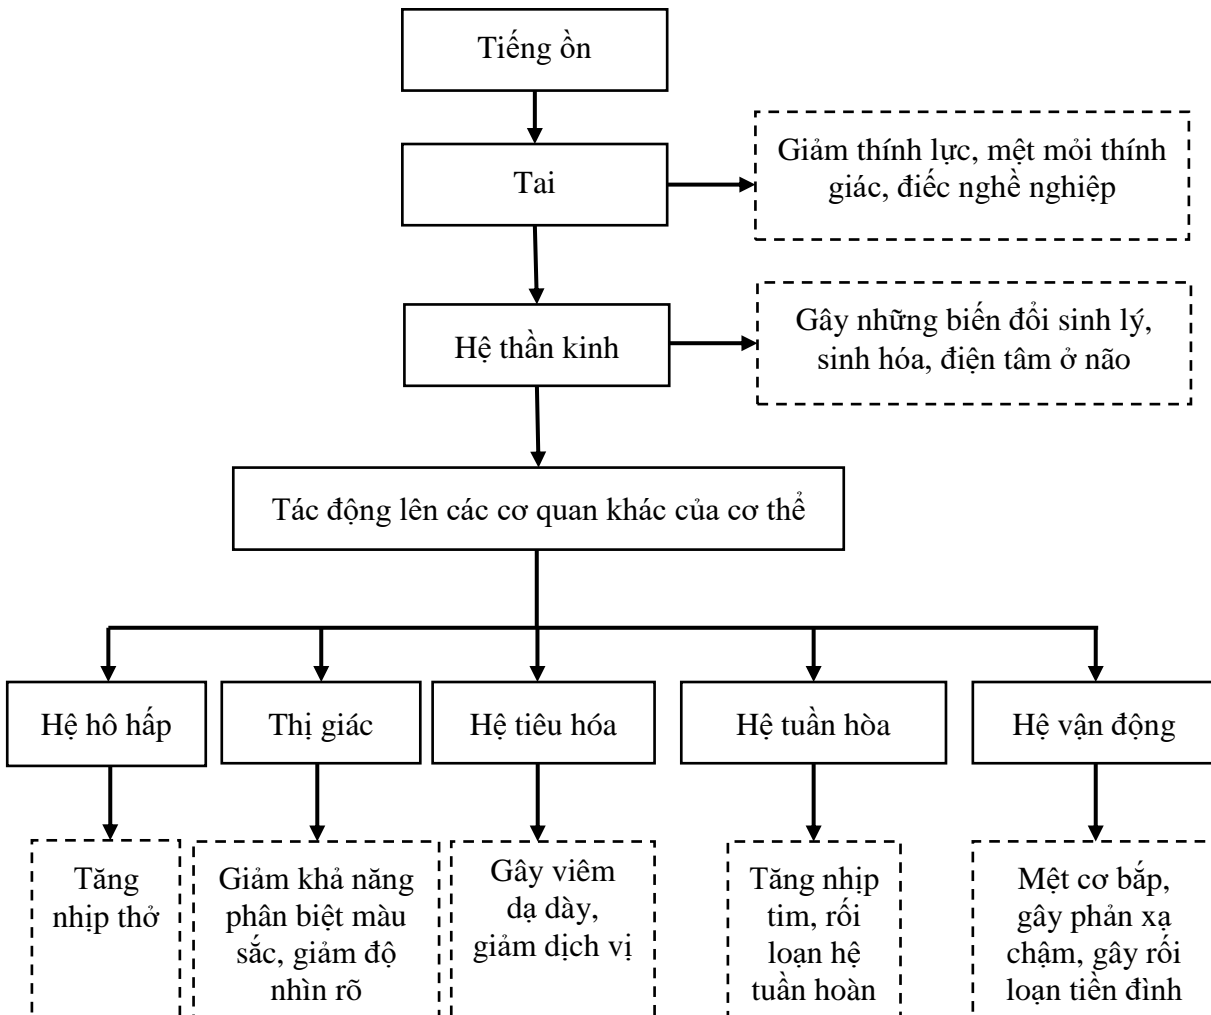 Tiếng ồn
Tai
Giảm thính lực, mệt mỏi thính
giác, điếc nghề nghiệp
Hệ thần kinh
Gây những biến đổi sinh lý,
sinh hóa, điện tâm ở não
Tác động lên các cơ quan khác của cơ thể
Hệ hô hấp
Thị giác
Hệ tiêu hóa
Hệ tuần hòa
Hệ vận động
Tăng
nhịp thở
Giảm khả năng
phân biệt màu
sắc, giảm độ
nhìn rõ
Gây viêm
dạ dày,
giảm dịch vị
Tăng nhịp
tim, rối
loạn hệ
tuần hoàn
Mệt cơ bắp,
gây phản xạ
chậm, gây rối
loạn tiền đình